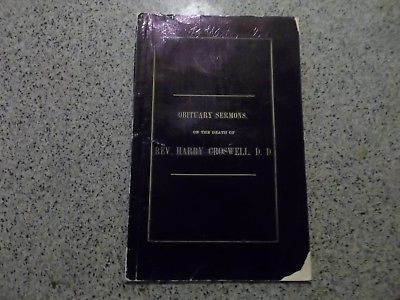 OBITUARY SERMONS,
ON THE DEATH OF
REV. HARRY CROSWELL, D. D.